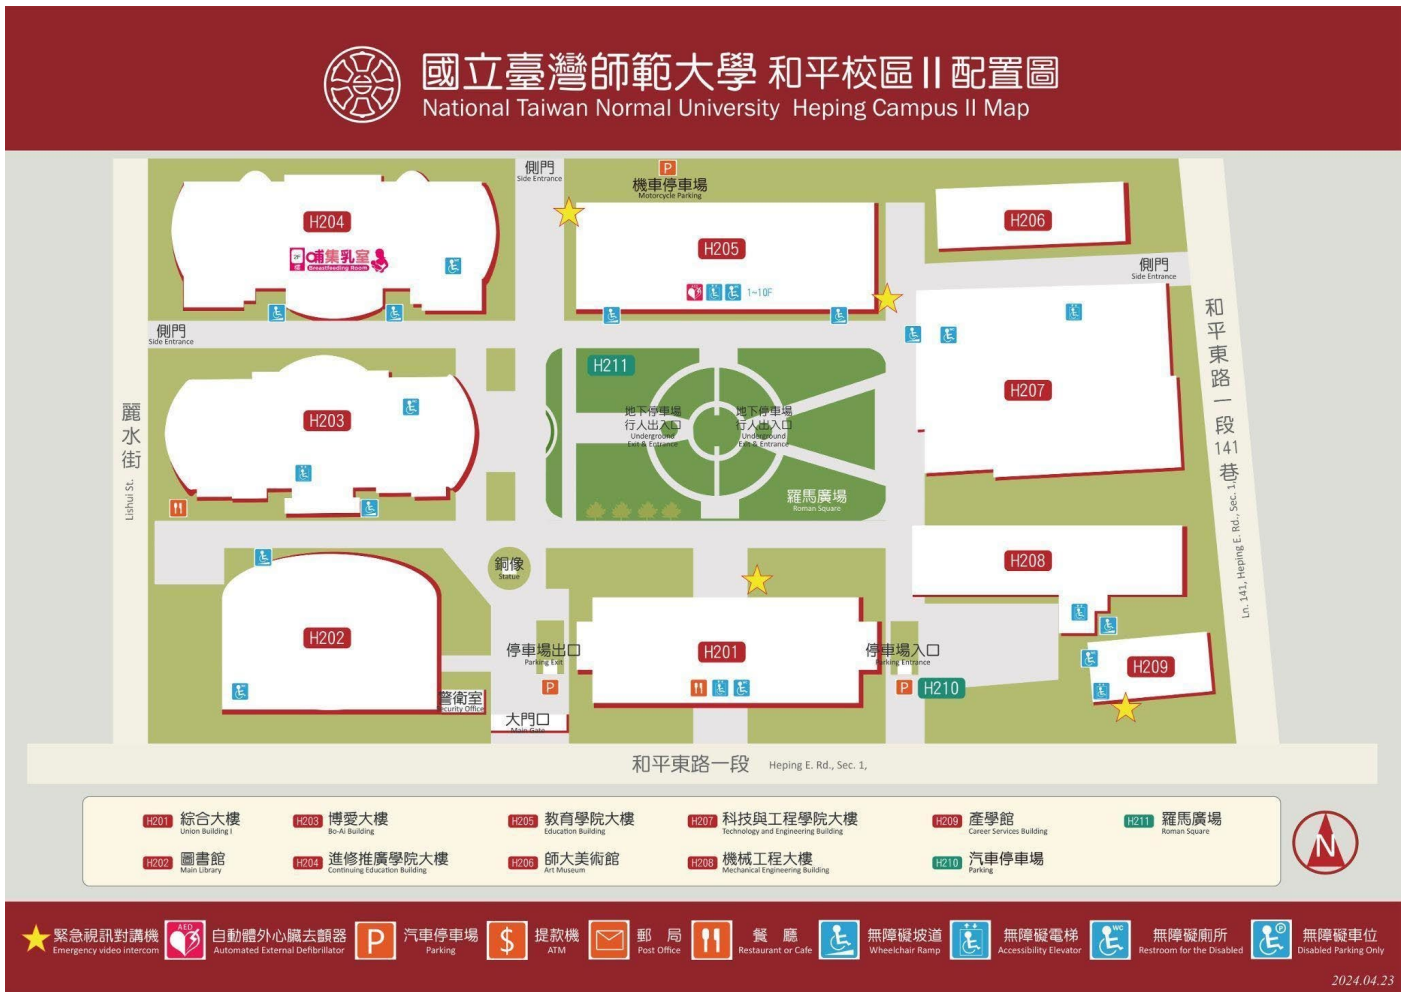 國立臺灣師範大學 和平校區 II 配置圖
National Taiwan Normal University Heping Campus II Map
側門
Side Entrance
P
機車停車場
Motorcycle Parking
H204
2F
哺集乳室
Breastfeeding Room
H205
1~10F
H206
側門
Side Entrance
側門
Side Entrance
H211
H203
地下停車場
行人出入口
Underground
Exit & Entrance
地下停車場
行人出入口
Underground
Exit & Entrance
羅馬廣場
Roman Square
H207
麗水街
Lishui St.
和平東路一段141巷
Ln. 141, Heping E. Rd., Sec. 1,
銅像
Statue
H208
H202
停車場出口
Parking Exit
P
H201
停車場入口
Parking Entrance
P
H210
H209
警衛室
Security Office
大門口
Main Gate
和平東路一段 Heping E. Rd., Sec. 1,
H201 綜合大樓
Union Building I
H203 博愛大樓
Bo-Ai Building
H205 教育學院大樓
Education Building
H207 科技與工程學院大樓
Technology and Engineering Building
H209 產學館
Career Services Building
H211 羅馬廣場
Roman Square
H202 圖書館
Main Library
H204 進修推廣學院大樓
Continuing Education Building
H206 師大美術館
Art Museum
H208 機械工程大樓
Mechanical Engineering Building
H210 汽車停車場
Parking
N
緊急視訊對講機
Emergency video intercom
AED
自動體外心臟去顫器
Automated External Defibrillator
P
汽車停車場
Parking
$
提款機
ATM
郵局
Post Office
餐廳
Restaurant or Cafe
無障礙坡道
Wheelchair Ramp
無障礙電梯
Accessibility Elevator
WC
無障礙廁所
Restroom for the Disabled
P
無障礙車位
Disabled Parking Only
2024.04.23